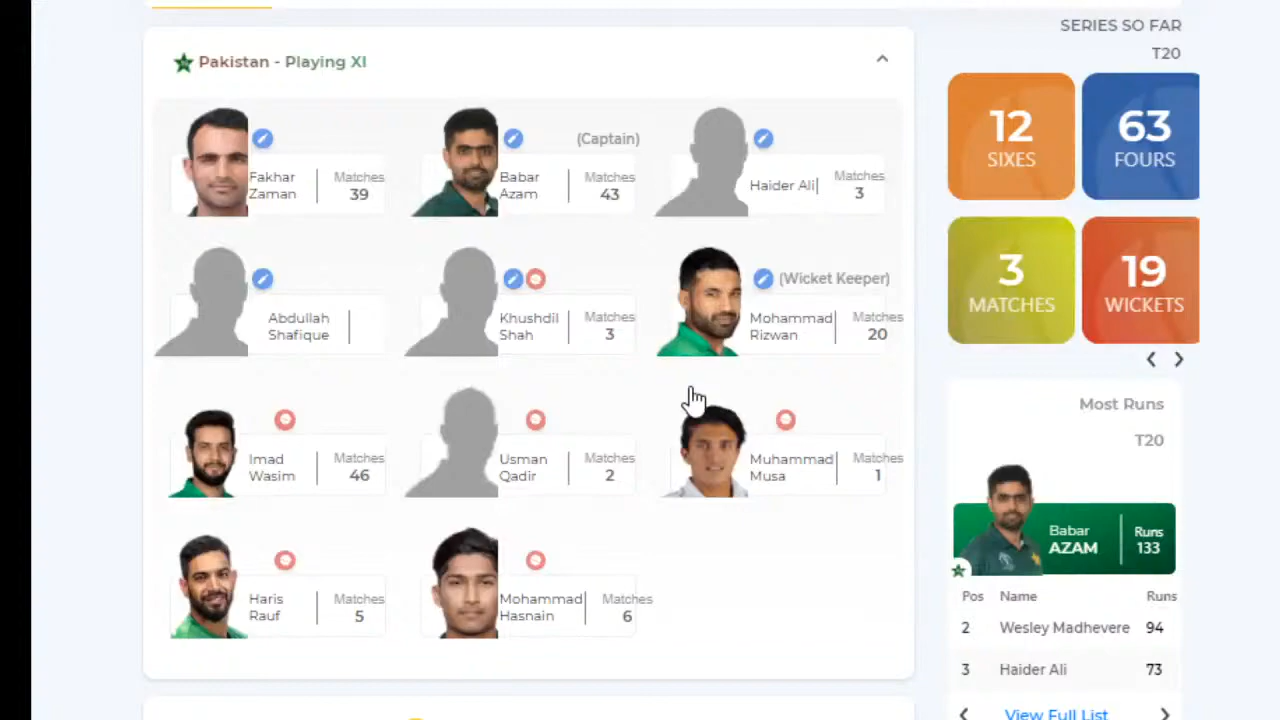 SERIES SO FAR
T20
Pakistan - Playing XI
12
SIXES
63
FOURS
3
MATCHES
19
WICKETS
Fakhar
Zaman
Matches
39
(Captain)
Babar
Azam
Matches
43
Haider Ali
Matches
3
Abdullah
Shafique
Khushdil
Shah
Matches
3
(Wicket Keeper)
Mohammad
Rizwan
Matches
20
Imad
Wasim
Matches
46
Usman
Qadir
Matches
2
Muhammad
Musa
Matches
1
Haris
Rauf
Matches
5
Mohammad
Hasnain
Matches
6
Most Runs
T20
Babar
AZAM
Runs
133
Pos Name Runs
2 Wesley Madhevere 94
3 Haider Ali 73
View Full List